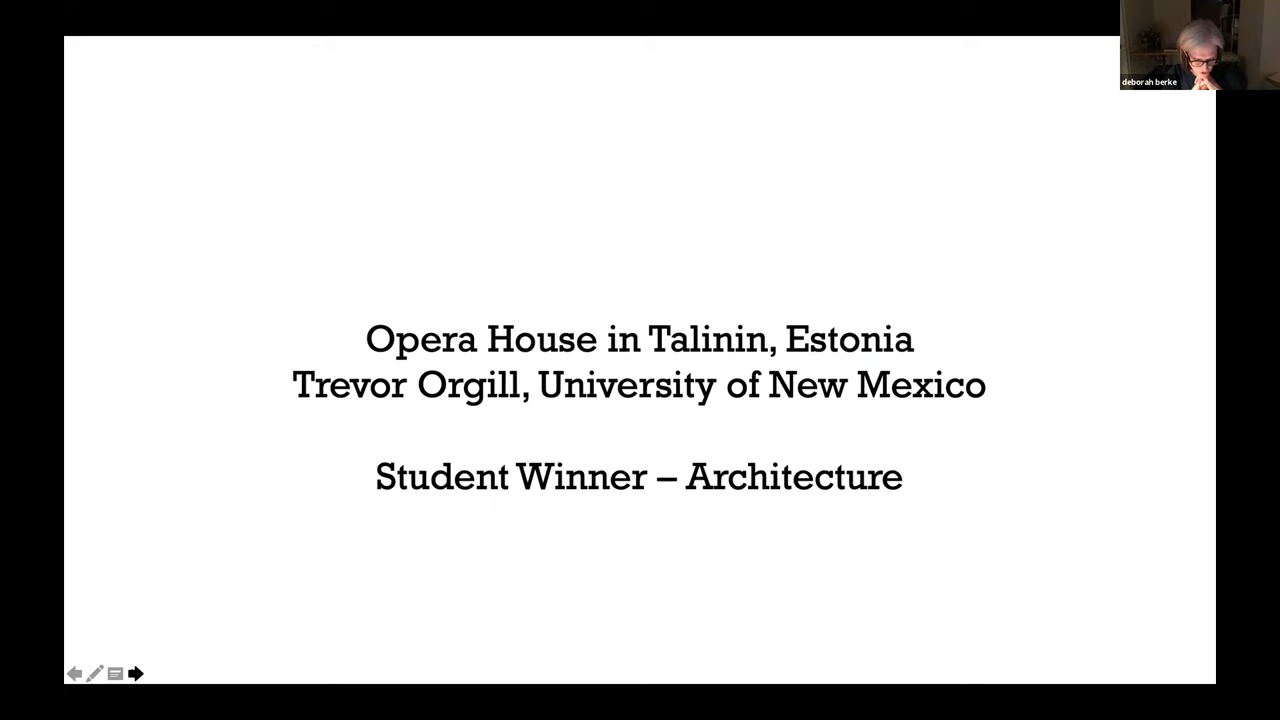 deborah berke
Opera House in Talinin, Estonia
Trevor Orgill, University of New Mexico
Student Winner – Architecture